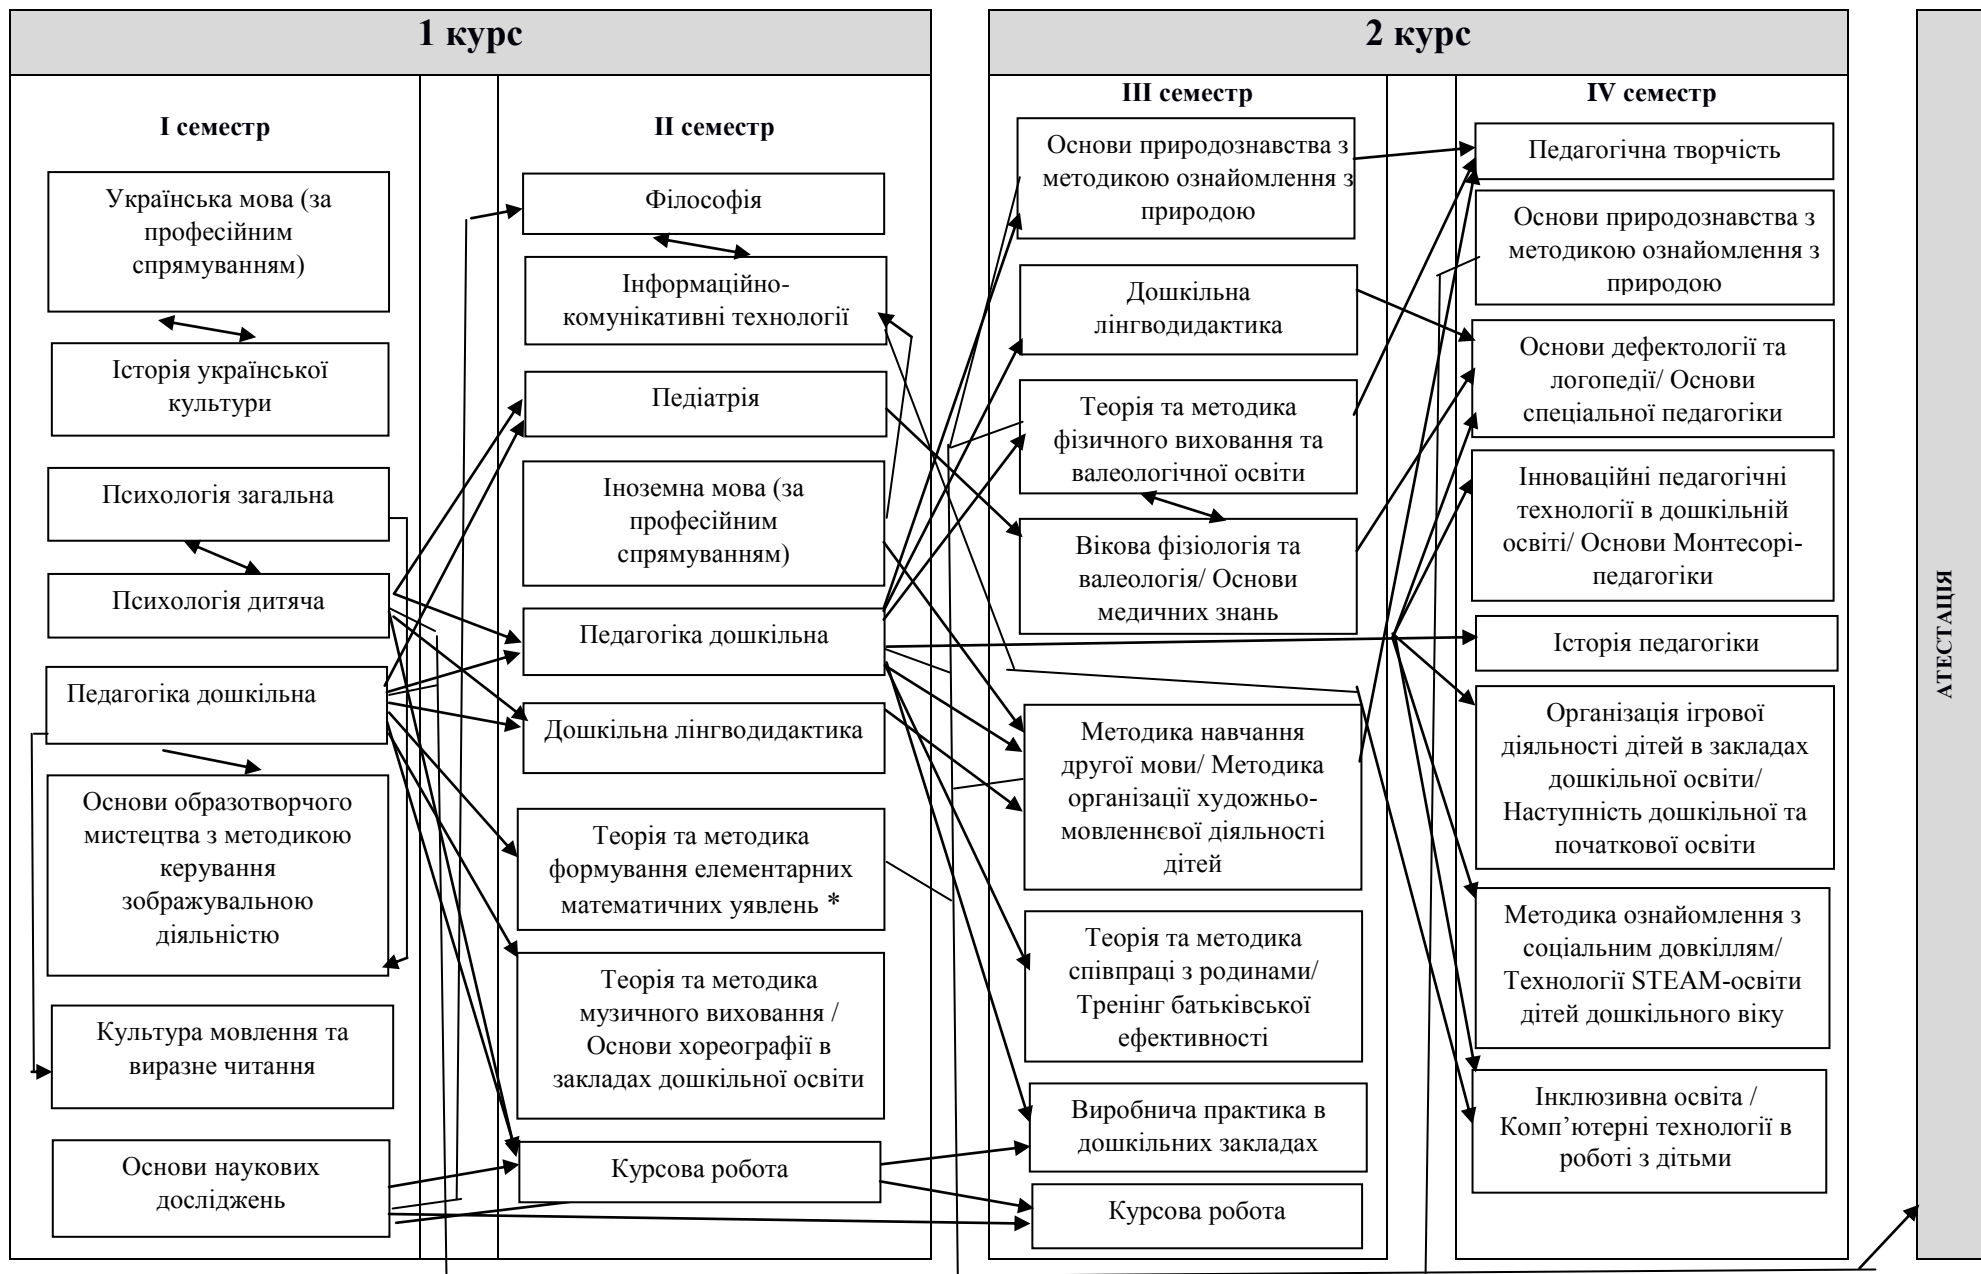 1 курс
І семестр
Українська мова (за
професійним
спрямуванням)
Історія української
культури
Психологія загальна
Психологія дитяча
Педагогіка дошкільна
Основи образотворчого
мистецтва з методикою
керування
зображувальною
діяльністю
Культура мовлення та
виразне читання
Основи наукових
досліджень
ІІ семестр
Філософія
Інформаційно-
комунікативні технології
Педіатрія
Іноземна мова (за
професійним
спрямуванням)
Педагогіка дошкільна
Дошкільна лінгводидактика
Теорія та методика
формування елементарних
математичних уявлень *
Теорія та методика
музичного виховання /
Основи хореографії в
закладах дошкільної освіти
Курсова робота
2 курс
ІІІ семестр
Основи природознавства з
методикою ознайомлення з
природою
Дошкільна
лінгводидактика
Теорія та методика
фізичного виховання та
валеологічної освіти
Вікова фізіологія та
валеологія/ Основи
медичних знань
Методика навчання
другої мови/ Методика
організації художньо-
мовленнєвої діяльності
дітей
Теорія та методика
співпраці з родинами/
Тренінг батьківської
ефективності
Виробнича практика в
дошкільних закладах
Курсова робота
ІV семестр
Педагогічна творчість
Основи природознавства з
методикою ознайомлення з
природою
Основи дефектології та
логопедії/ Основи
спеціальної педагогіки
Інноваційні педагогічні
технології в дошкільній
освіті/ Основи Монтесорі-
педагогіки
Історія педагогіки
Організація ігрової
діяльності дітей в закладах
дошкільної освіти/
Наступність дошкільної та
початкової освіти
Методика ознайомлення з
соціальним довкіллям/
Технології STEAM-освіти
дітей дошкільного віку
Інклюзивна освіта /
Комп’ютерні технології в
роботі з дітьми
АТЕСТАЦІЯ